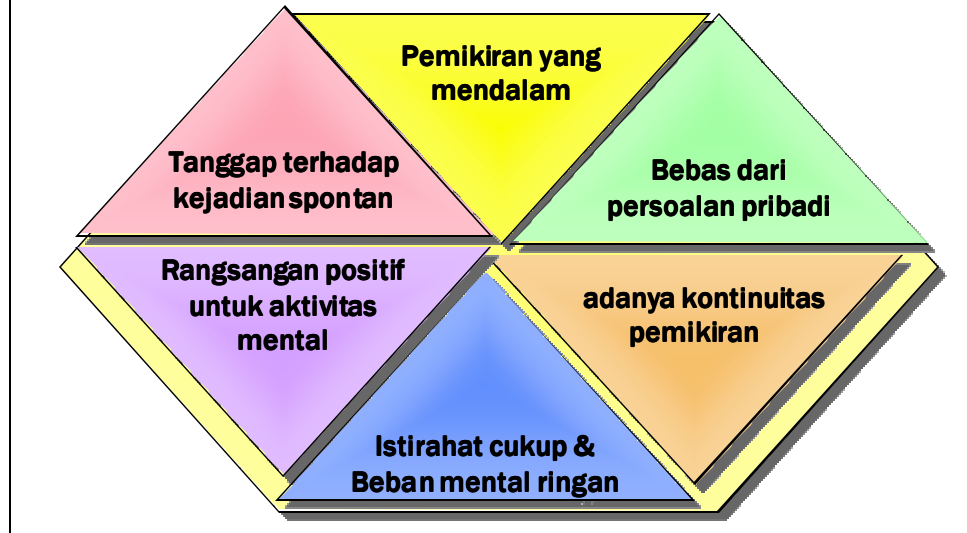 Pemikiran yang
mendalam
Tanggap terhadap
kejadian spontan
Bebas dari
persoalan pribadi
Rangsangan positif
untuk aktivitas
mental
adanya kontinuitas
pemikiran
Istirahat cukup &
Beban mental ringan